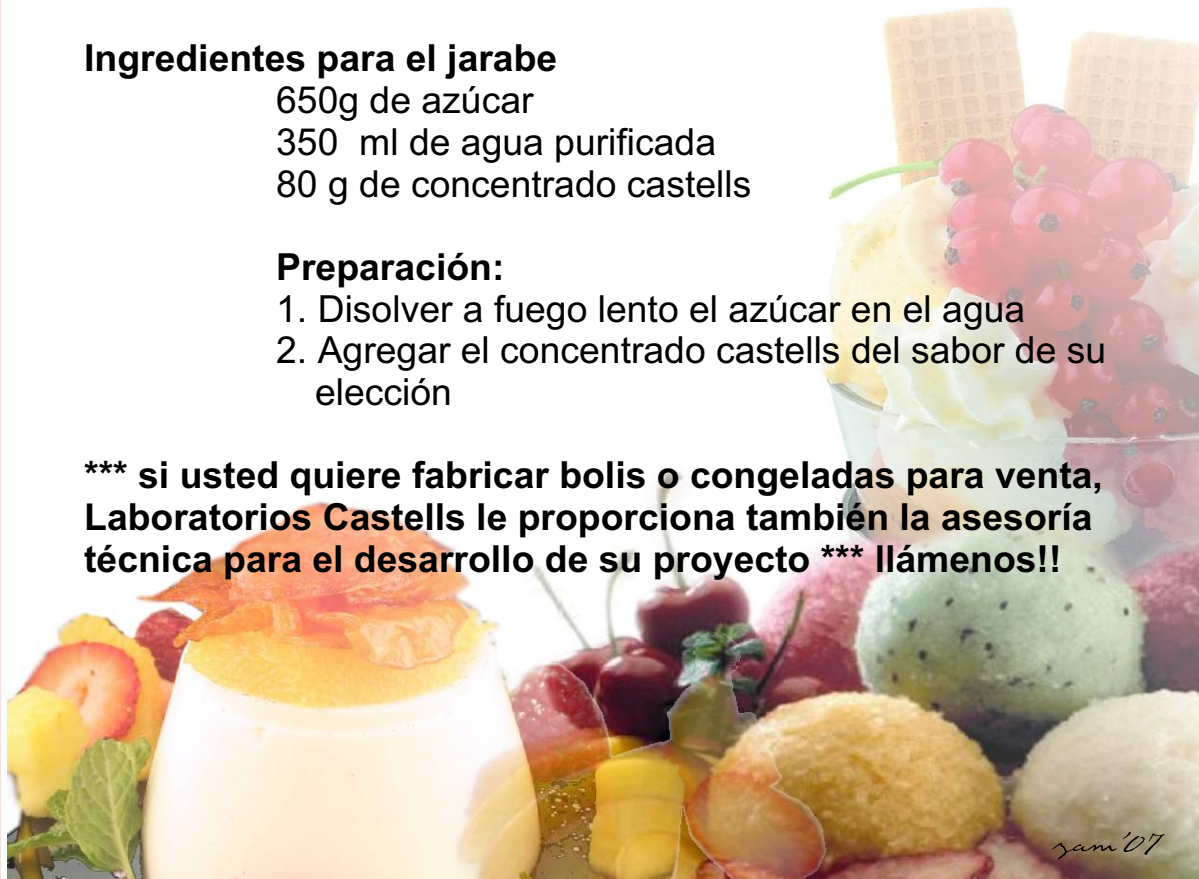 Ingredientes para el jarabe
650g de azúcar
350 ml de agua purificada
80 g de concentrado castells
Preparación:
1. Disolver a fuego lento el azúcar en el agua
2. Agregar el concentrado castells del sabor de su
elección
*** si usted quiere fabricar bolis o congeladas para venta,
Laboratorios Castells le proporciona también la asesoría
técnica para el desarrollo de su proyecto *** llámenos!!
zam'07